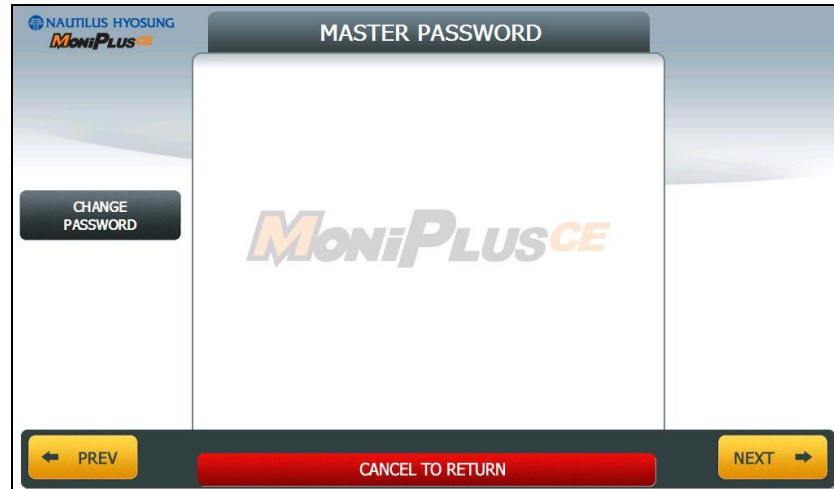 NAUTILUS HYOSUNG
MoniPlusCE
MASTER PASSWORD
CHANGE
PASSWORD
MoniPlusCE
PREV
CANCEL TO RETURN
NEXT